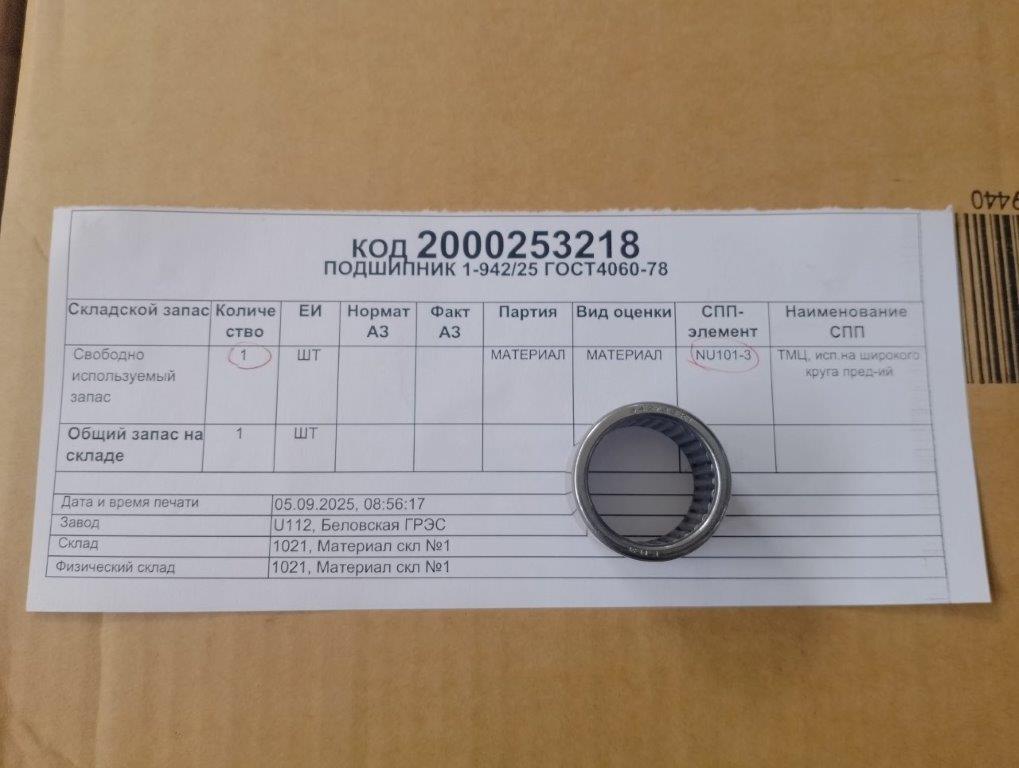 КОД 2000253218
ПОДШИПНИК 1-942/25 ГОСТ4060-78
Складской запас Количе ЕИ Нормат Факт Партия Вид оценки СПП- Наименование
ство АЗ АЗ элемент СПП
Свободно 1 ШТ МАТЕРИАЛ МАТЕРИАЛ NU101-3 ТМЦ, исп.на широкого
используемый круга пред-ий
запас
Общий запас на 1 ШТ
складе
Дата и время печати 05.09.2025, 08:56:17
Завод U112, Беловская ГРЭС
Склад 1021, Материал скл №1
Физический склад 1021, Материал скл №1
9440